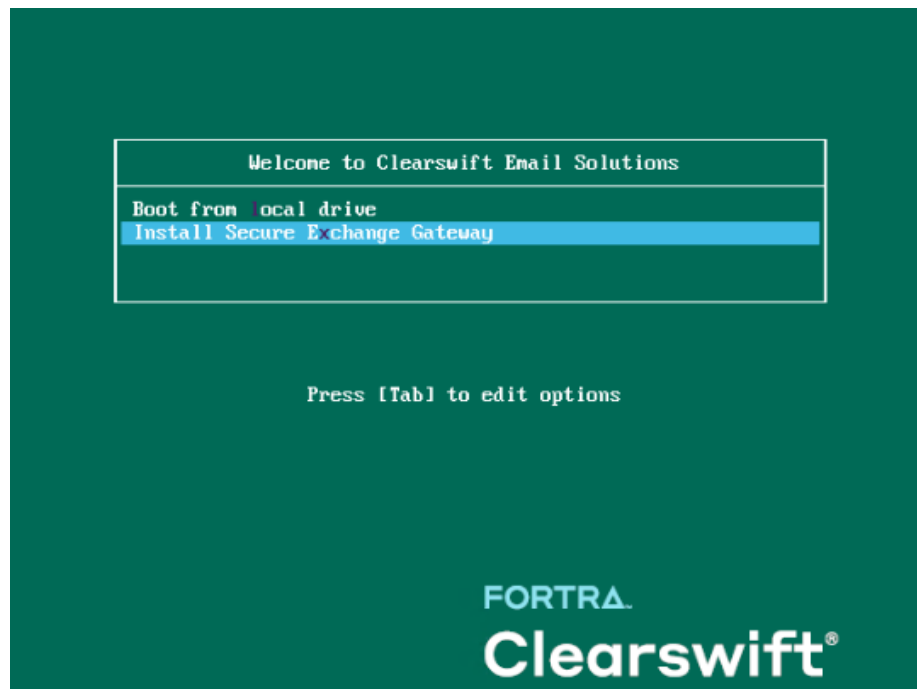 Welcome to Clearswift Email Solutions
Boot from local drive
Install Secure Exchange Gateway
Press [Tab] to edit options
FORTRA™
Clearswift®